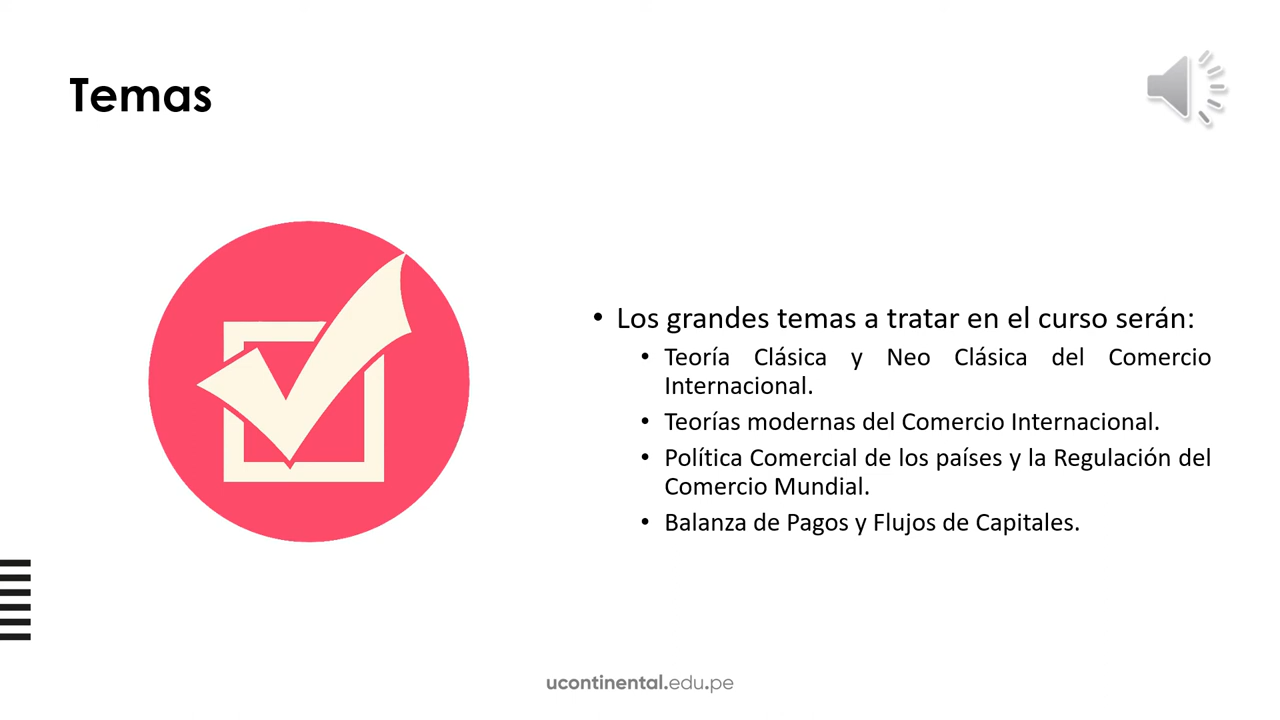 Temas
• Los grandes temas a tratar en el curso serán:
• Teoría Clásica y Neo Clásica del Comercio
Internacional.
• Teorías modernas del Comercio Internacional.
• Política Comercial de los países y la Regulación del
Comercio Mundial.
• Balanza de Pagos y Flujos de Capitales.
ucontinental.edu.pe